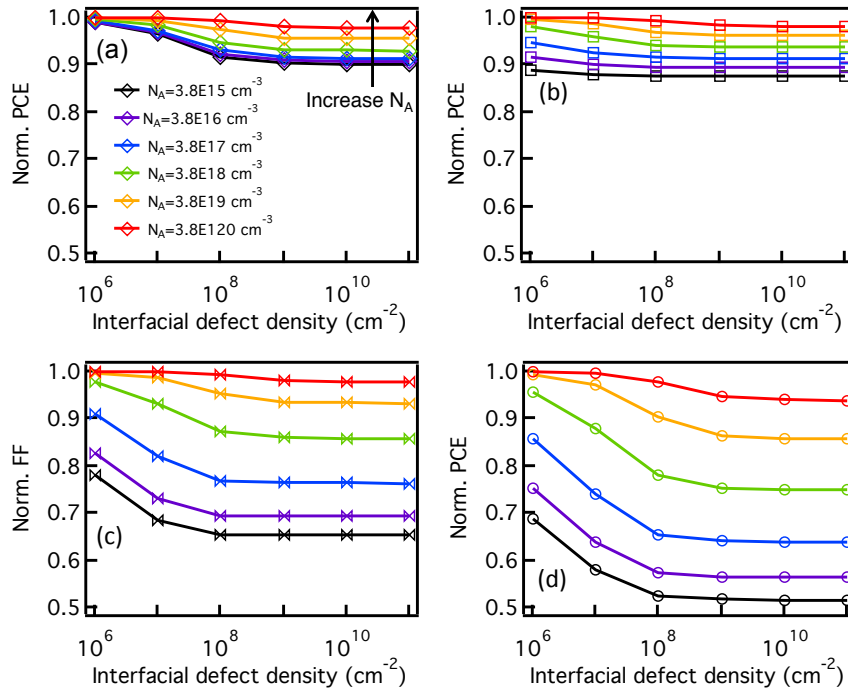 1.0
0.9
0.8
0.7
0.6
0.5
Norm. PCE
(a)
Increase N_A
N_A=3.8E15 cm^-3
N_A=3.8E16 cm^-3
N_A=3.8E17 cm^-3
N_A=3.8E18 cm^-3
N_A=3.8E19 cm^-3
N_A=3.8E120 cm^-3
10^6
10^8
10^10
Interfacial defect density (cm^-2)
1.0
0.9
0.8
0.7
0.6
0.5
Norm. PCE
(b)
10^6
10^8
10^10
Interfacial defect density (cm^-2)
1.0
0.9
0.8
0.7
0.6
0.5
Norm. FF
(c)
10^6
10^8
10^10
Interfacial defect density (cm^-2)
1.0
0.9
0.8
0.7
0.6
0.5
Norm. PCE
(d)
10^6
10^8
10^10
Interfacial defect density (cm^-2)